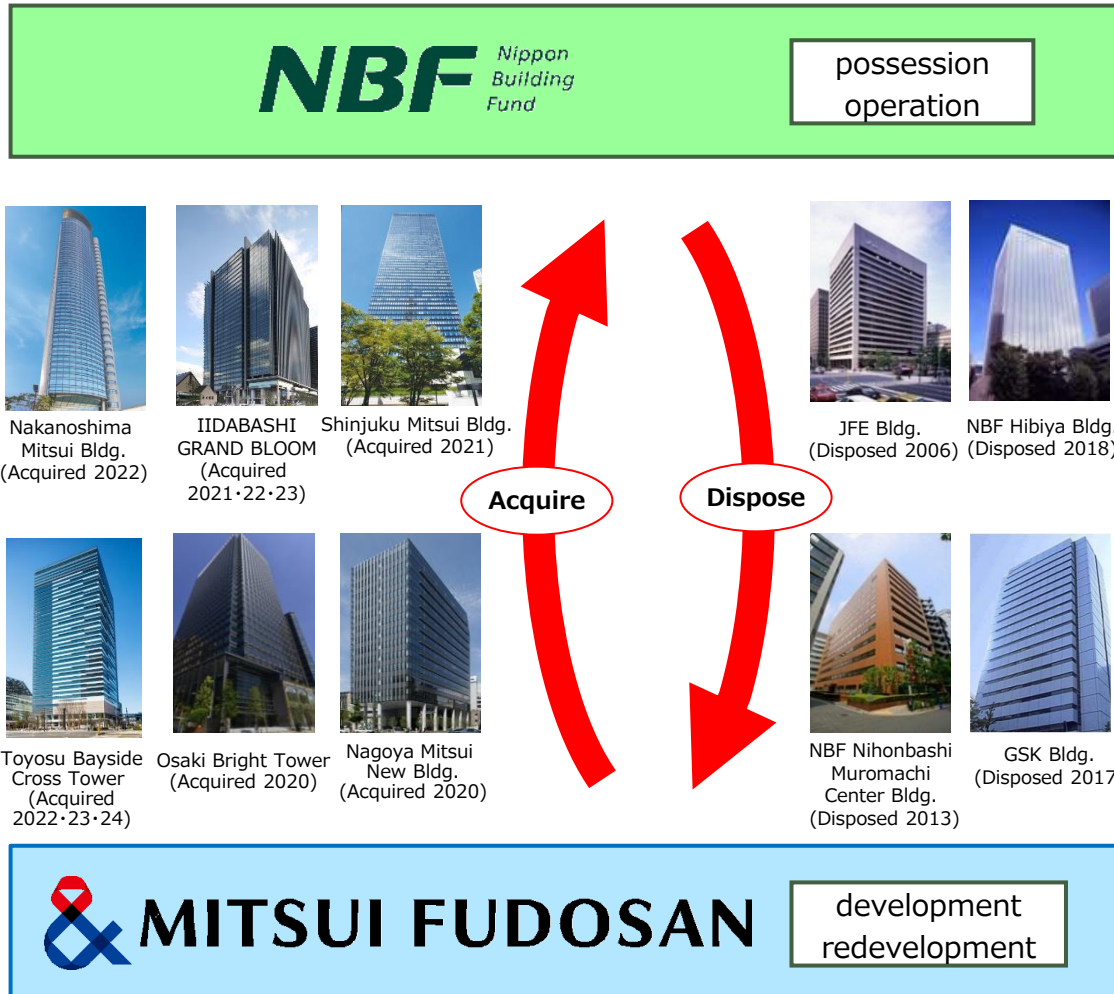 NBF Nippon
Building
Fund
possession
operation
Nakanoshima
Mitsui Bldg.
(Acquired 2022)
IIDABASHI
GRAND BLOOM
(Acquired
2021･22･23)
Shinjuku Mitsui Bldg.
(Acquired 2021)
JFE Bldg.
(Disposed 2006)
NBF Hibiya Bldg.
(Disposed 2018)
Acquire
Dispose
Toyosu Bayside
Cross Tower
(Acquired
2022･23･24)
Osaki Bright Tower
(Acquired 2020)
Nagoya Mitsui
New Bldg.
(Acquired 2020)
NBF Nihonbashi
Muromachi
Center Bldg.
(Disposed 2013)
GSK Bldg.
(Disposed 2017
& MITSUI FUDOSAN
development
redevelopment